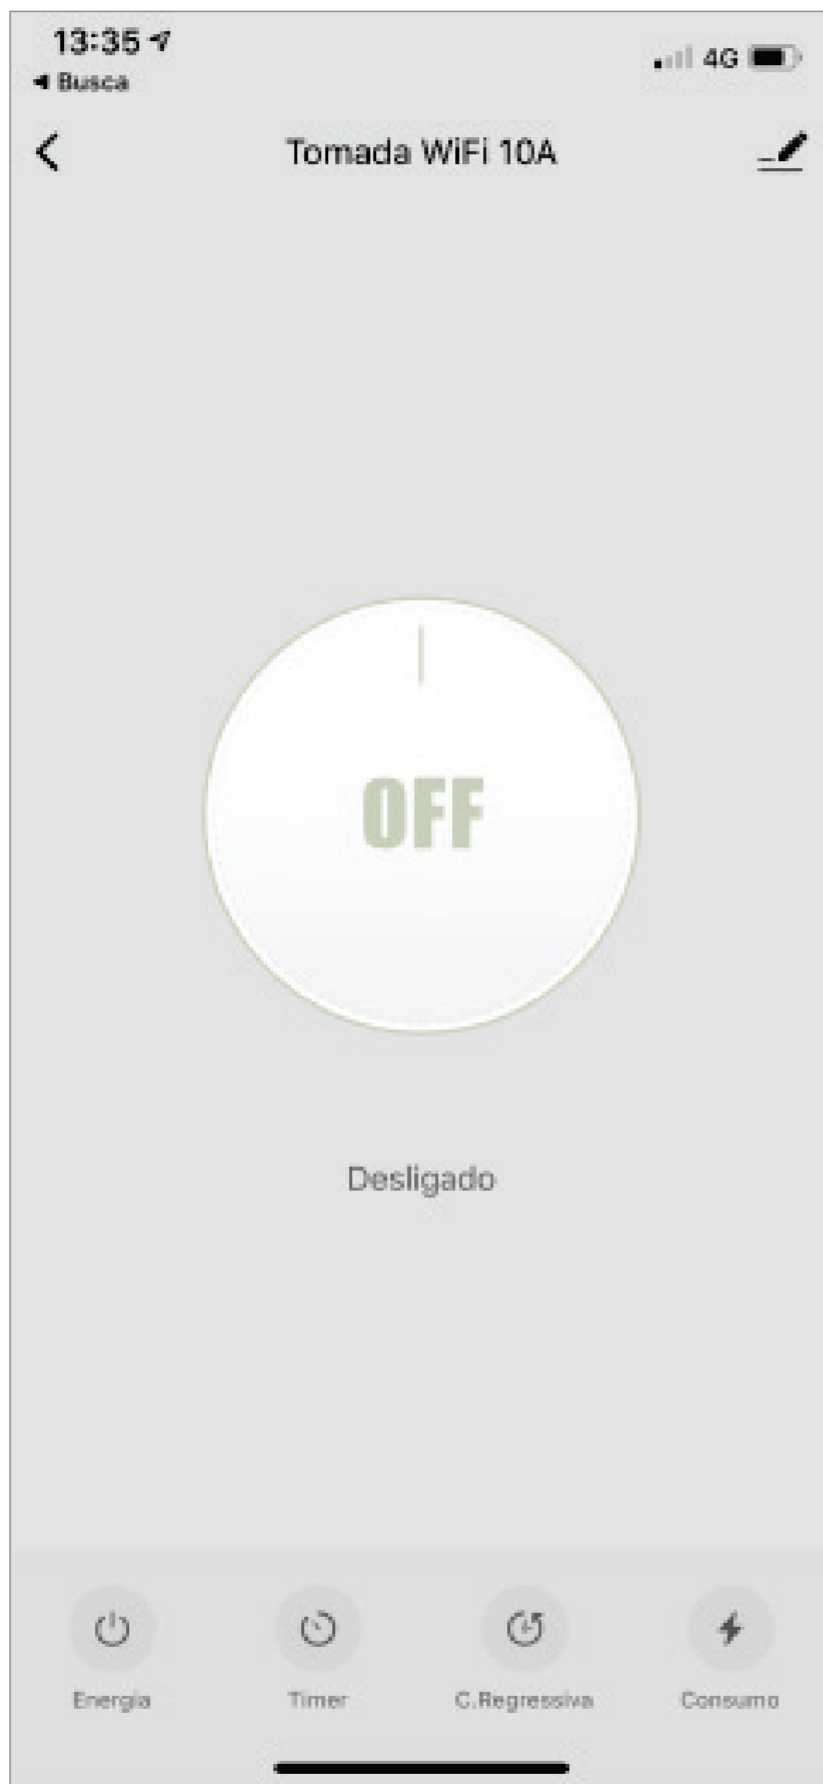 13:35
Busca
4G
Tomada WiFi 10A
OFF
Desligado
Energia
Timer
C.Regressiva
Consumo